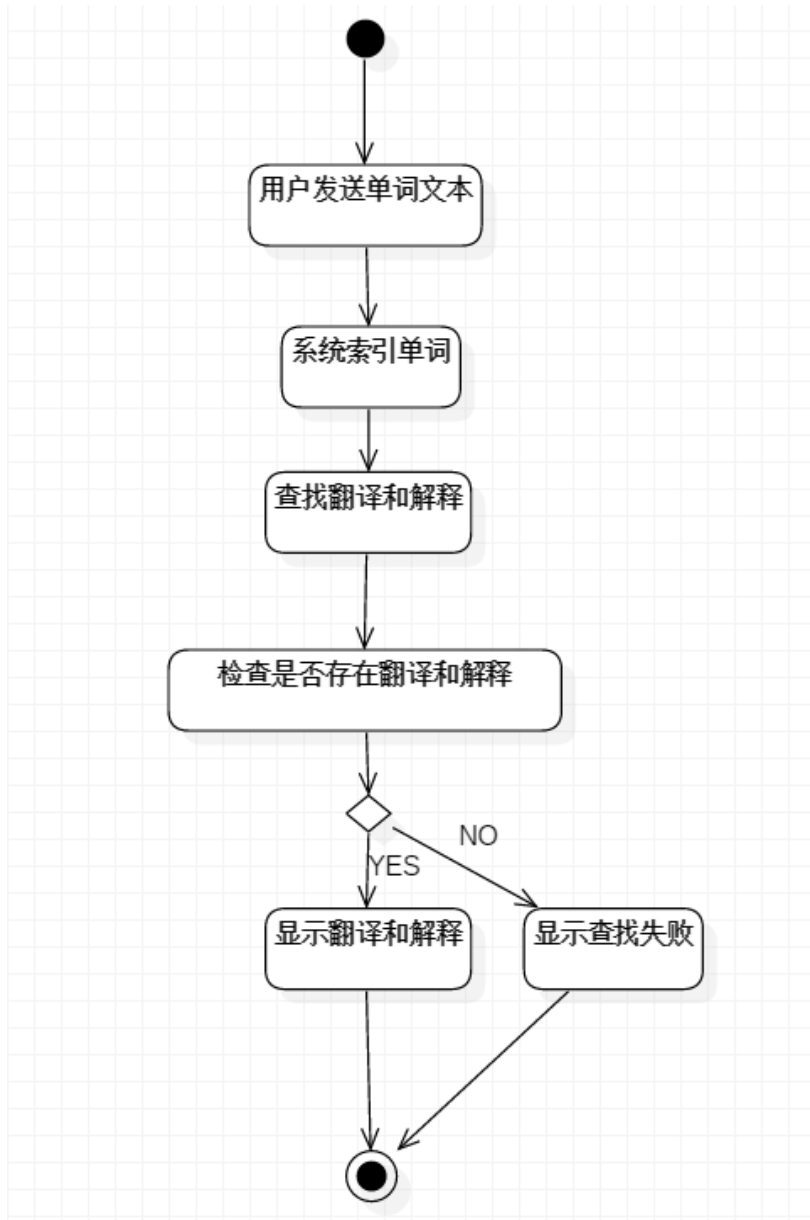 用户发送单词文本
系统索引单词
查找翻译和解释
检查是否存在翻译和解释
NO
YES
显示翻译和解释
显示查找失败